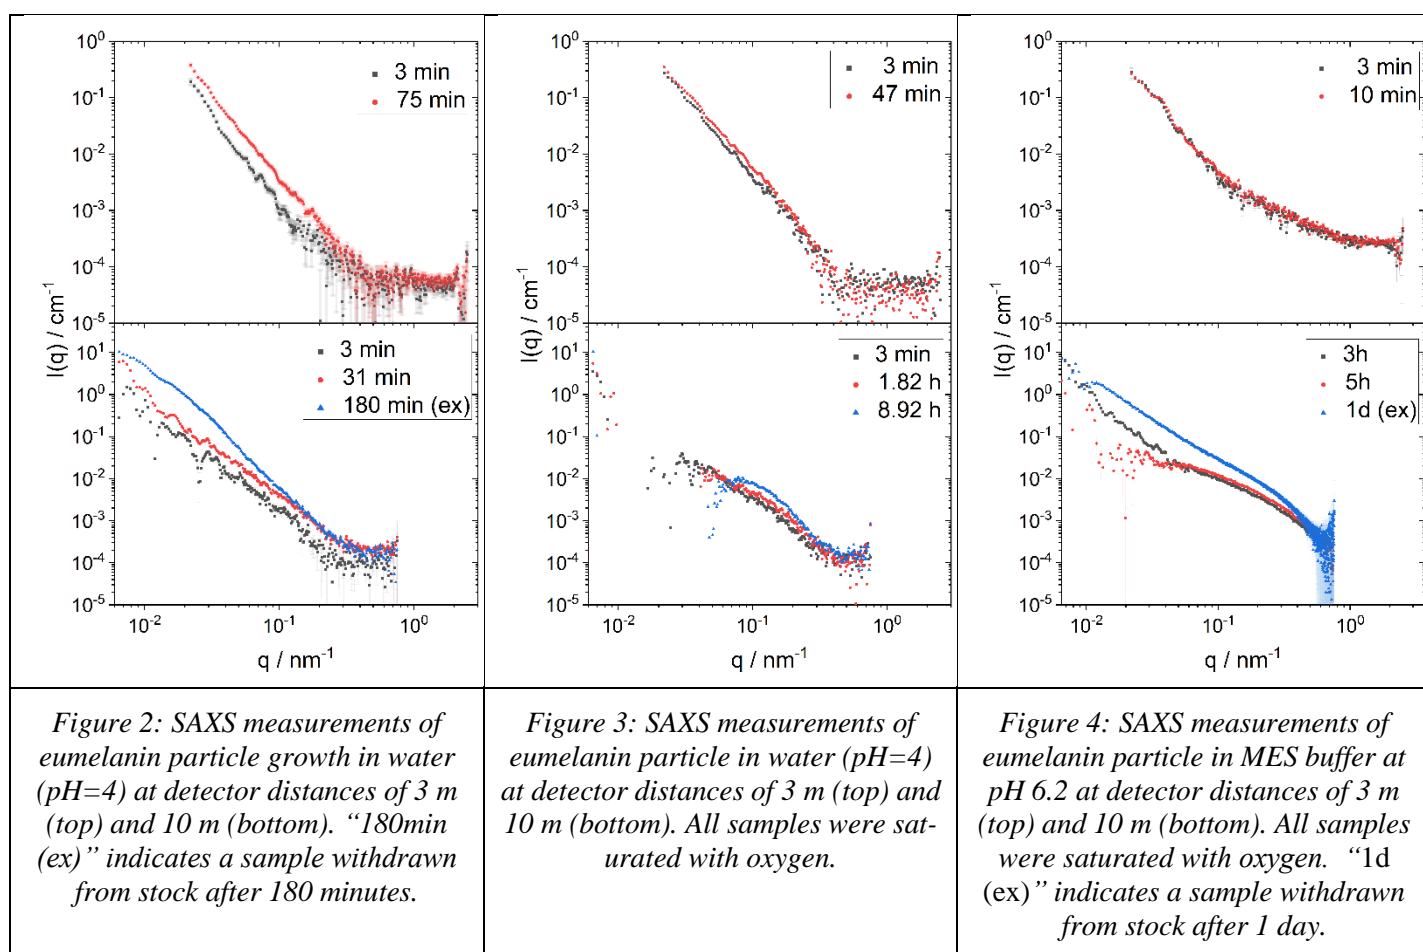 10⁰
10⁻¹
10⁻²
10⁻³
10⁻⁴
10⁻⁵
3 min
75 min
10¹
10⁰
10⁻¹
10⁻²
10⁻³
10⁻⁴
10⁻⁵
3 min
31 min
180 min (ex)
I(q) / cm⁻¹
10⁻² 10⁻¹ 10⁰
q / nm⁻¹
10⁰
10⁻¹
10⁻²
10⁻³
10⁻⁴
10⁻⁵
3 min
47 min
10¹
10⁰
10⁻¹
10⁻²
10⁻³
10⁻⁴
10⁻⁵
3 min
1.82 h
8.92 h
I(q) / cm⁻¹
10⁻² 10⁻¹ 10⁰
q / nm⁻¹
10⁰
10⁻¹
10⁻²
10⁻³
10⁻⁴
10⁻⁵
3 min
10 min
10¹
10⁰
10⁻¹
10⁻²
10⁻³
10⁻⁴
10⁻⁵
3h
5h
1d (ex)
I(q) / cm⁻¹
10⁻² 10⁻¹ 10⁰
q / nm⁻¹
Figure 2: SAXS measurements of
eumelanin particle growth in water
(pH=4) at detector distances of 3 m
(top) and 10 m (bottom). “180min
(ex)” indicates a sample withdrawn
from stock after 180 minutes.
Figure 3: SAXS measurements of
eumelanin particle in water (pH=4)
at detector distances of 3 m (top) and
10 m (bottom). All samples were sat-
urated with oxygen.
Figure 4: SAXS measurements of
eumelanin particle in MES buffer at
pH 6.2 at detector distances of 3 m
(top) and 10 m (bottom). All samples
were saturated with oxygen. “1d
(ex)” indicates a sample withdrawn
from stock after 1 day.